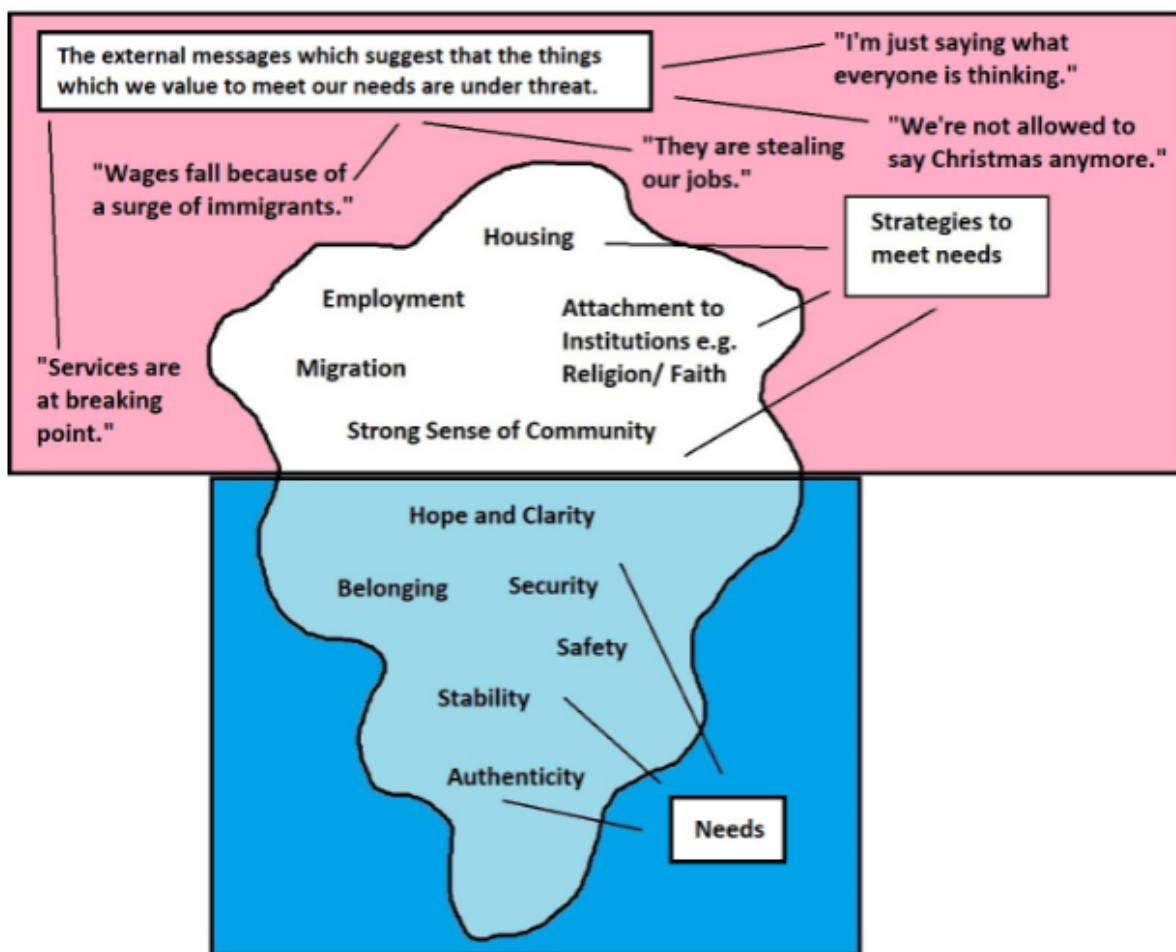 The external messages which suggest that the things
which we value to meet our needs are under threat.
"I'm just saying what
everyone is thinking."
"We're not allowed to
say Christmas anymore."
"They are stealing
our jobs."
"Wages fall because of
a surge of immigrants."
Strategies to
meet needs
Housing
Employment
Attachment to
Institutions e.g.
Religion/ Faith
Migration
"Services are
at breaking
point."
Strong Sense of Community
Hope and Clarity
Belonging
Security
Safety
Stability
Authenticity
Needs